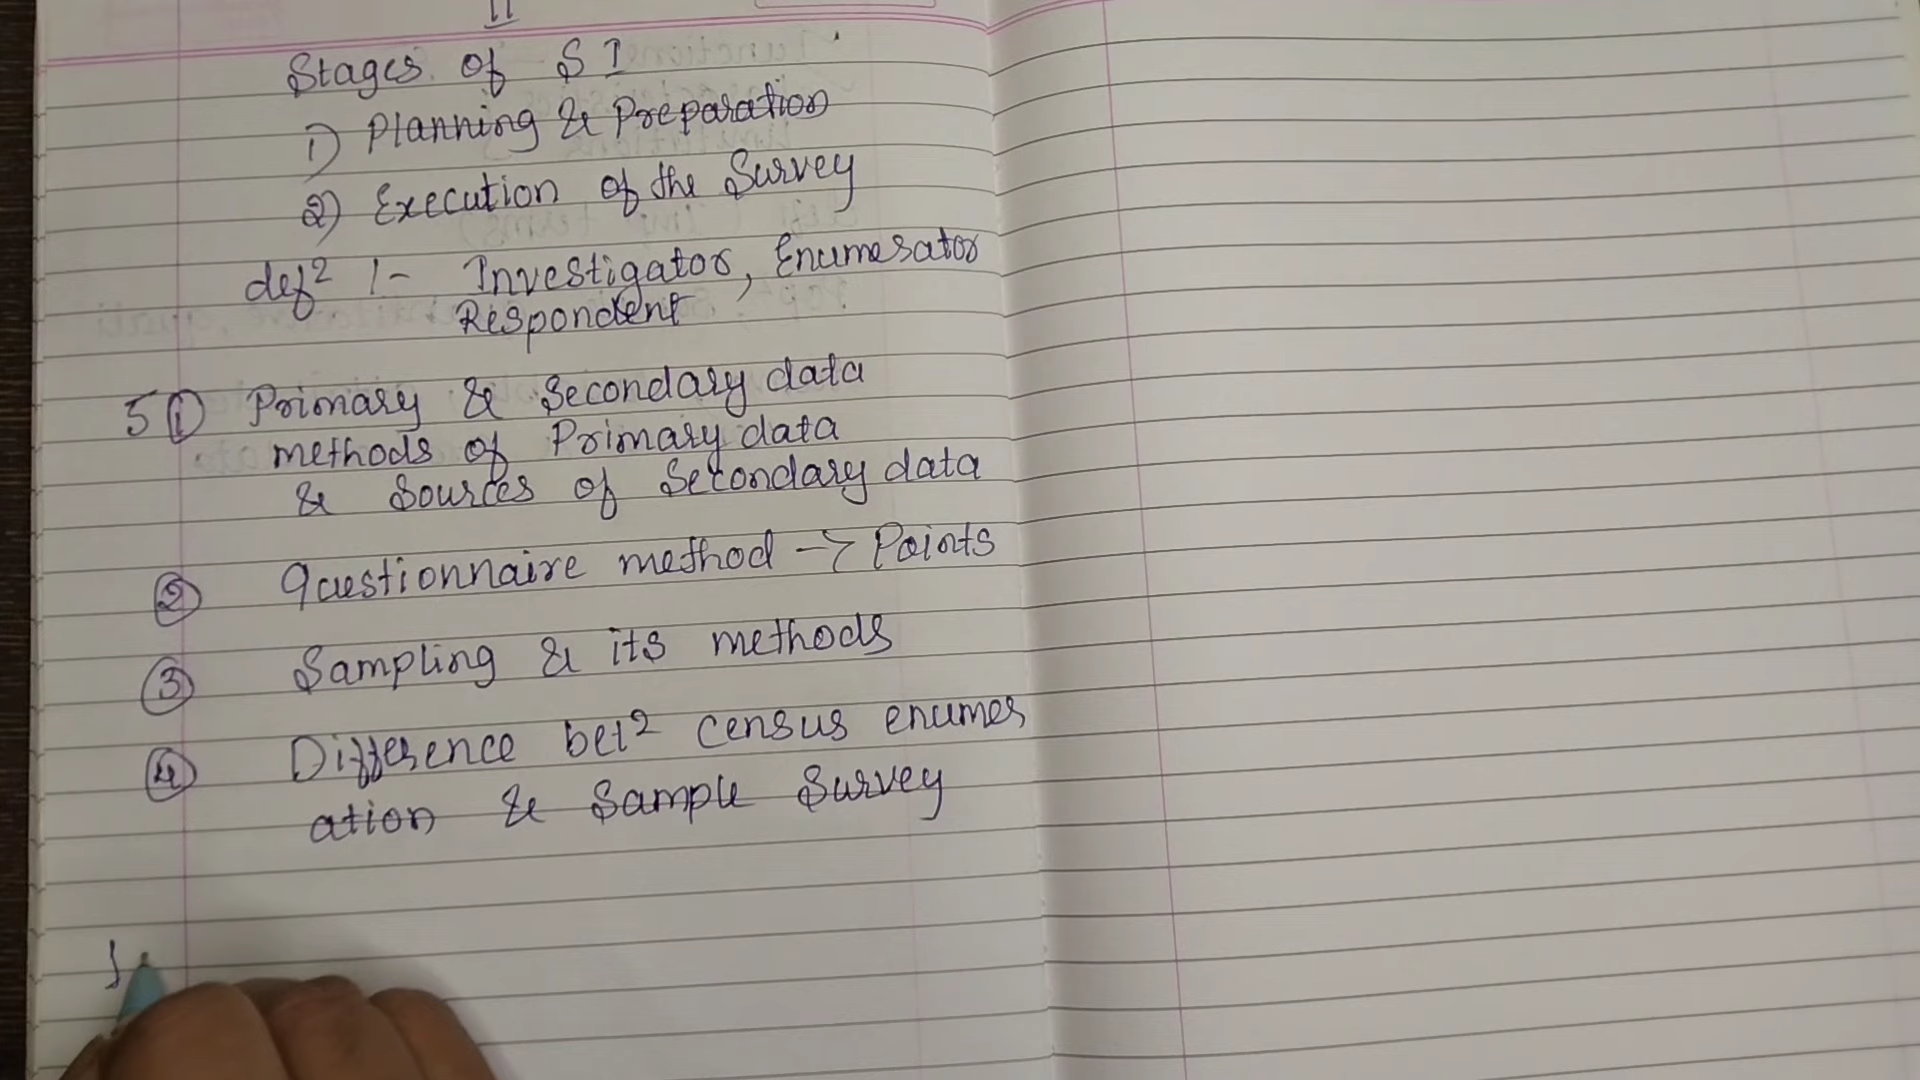 11
Stages of S I
1) Planning & Preparation
2) Execution of the Survey
def2 :- Investigator, Enumerator
Respondent
5 ① Primary & Secondary data
methods of Primary data
& Sources of Secondary data
② Questionnaire method -> Points
③ Sampling & its methods
④ Difference bet2 census enumer
ation & Sample Survey